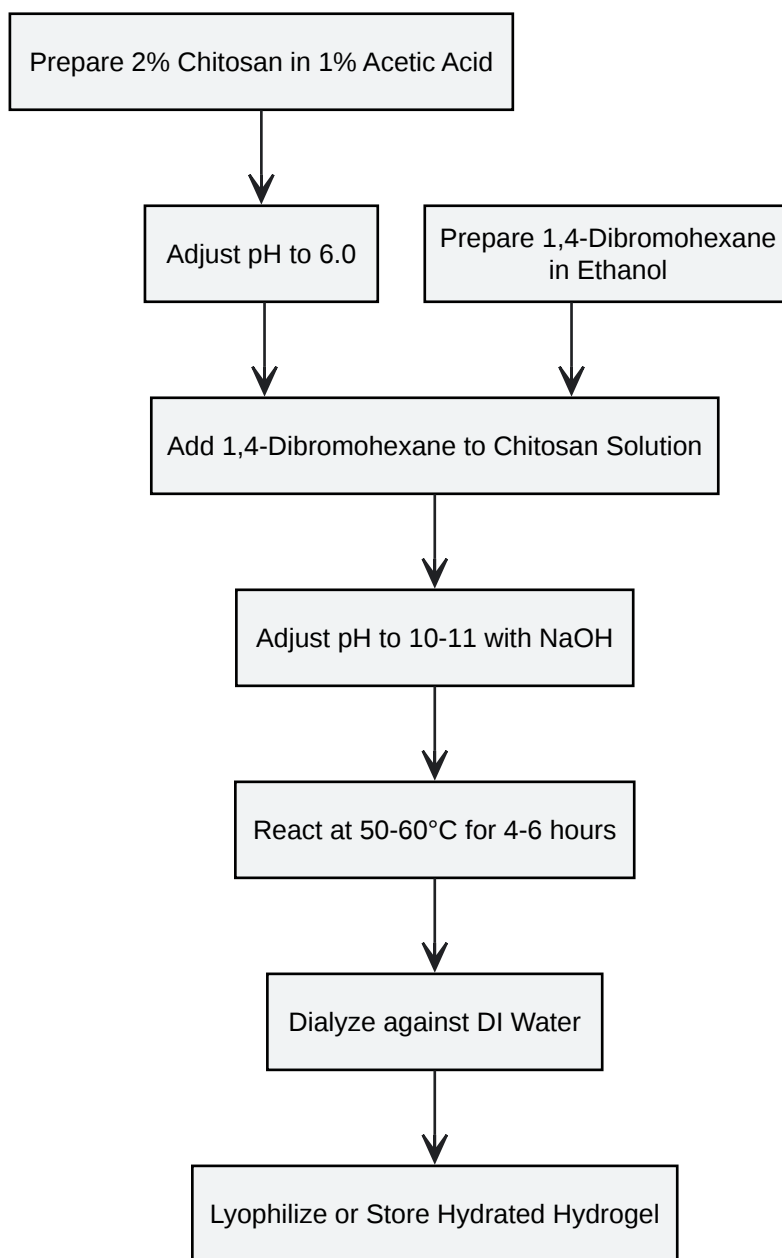 Prepare 2% Chitosan in 1% Acetic Acid
Adjust pH to 6.0
Prepare 1,4-Dibromohexane
in Ethanol
Add 1,4-Dibromohexane to Chitosan Solution
Adjust pH to 10-11 with NaOH
React at 50-60°C for 4-6 hours
Dialyze against DI Water
Lyophilize or Store Hydrated Hydrogel